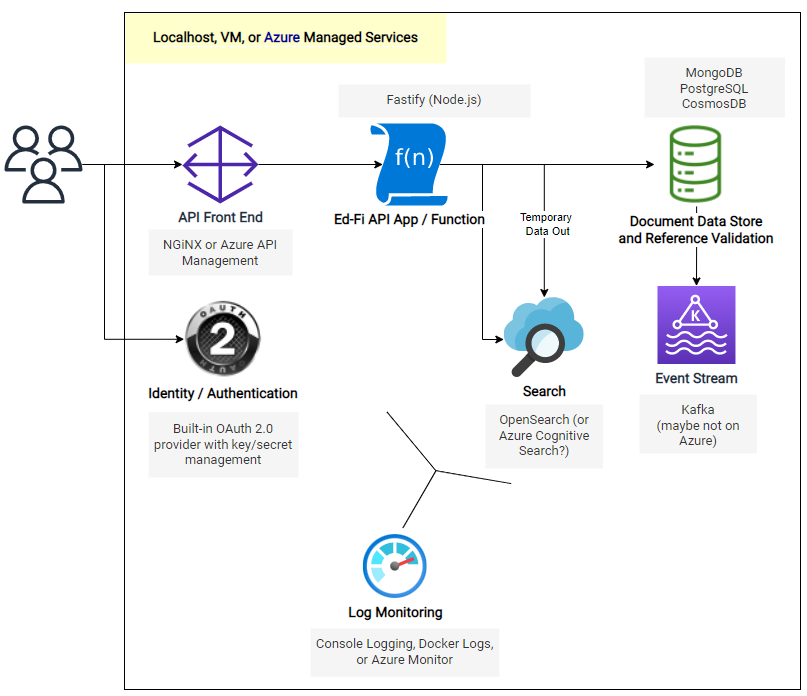 Localhost, VM, or Azure Managed Services
MongoDB
PostgreSQL
CosmosDB
Fastify (Node.js)
f(n)
API Front End
NGiNX or Azure API
Management
Ed-Fi API App / Function
Temporary
Data Out
Document Data Store
and Reference Validation
OAUTH
2
OAUTH
Identity / Authentication
Built-in OAuth 2.0
provider with key/secret
management
Search
OpenSearch (or
Azure Cognitive
Search?)
K
Event Stream
Kafka
(maybe not on
Azure)
Log Monitoring
Console Logging, Docker Logs,
or Azure Monitor